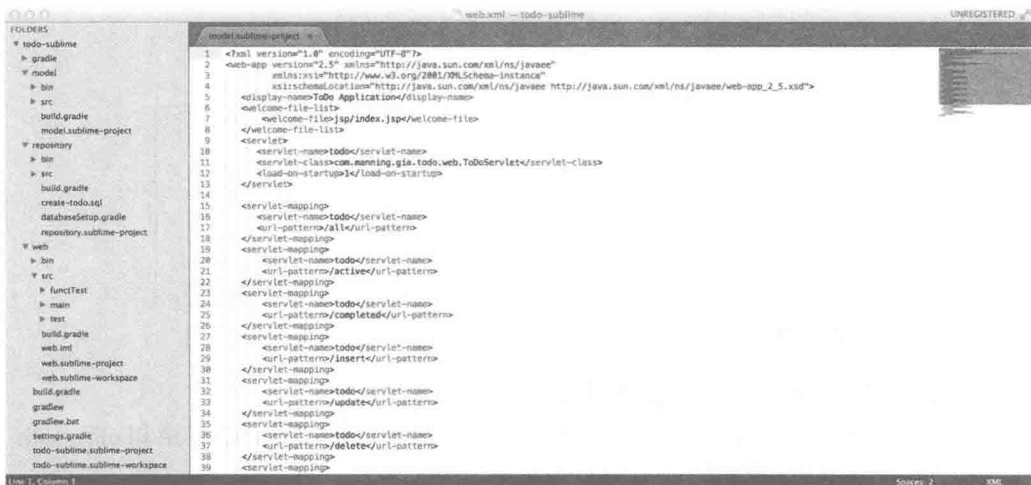 web.xml — todo-sublime
UNREGISTERED
FOLDERS
todo-sublime
gradle
model
bin
src
build.gradle
model.sublime-project
repository
bin
src
build.gradle
create-todo.sql
databaseSetup.gradle
repository.sublime-project
web
bin
src
functTest
main
test
build.gradle
web.iml
web.sublime-project
web.sublime-workspace
build.gradle
gradlew
gradlew.bat
settings.gradle
todo-sublime.sublime-project
todo-sublime.sublime-workspace
model.sublime-project ×
1 <?xml version="1.0" encoding="UTF-8"?>
2 <web-app version="2.5" xmlns="http://java.sun.com/xml/ns/javaee"
3 xmlns:xsi="http://www.w3.org/2001/XMLSchema-instance"
4 xsi:schemaLocation="http://java.sun.com/xml/ns/javaee http://java.sun.com/xml/ns/javaee/web-app_2_5.xsd">
5 <display-name>ToDo Application</display-name>
6 <welcome-file-list>
7 <welcome-file>jsp/index.jsp</welcome-file>
8 </welcome-file-list>
9 <servlet>
10 <servlet-name>todo</servlet-name>
11 <servlet-class>com.manning.gia.todo.web.ToDoServlet</servlet-class>
12 <load-on-startup>1</load-on-startup>
13 </servlet>
14
15 <servlet-mapping>
16 <servlet-name>todo</servlet-name>
17 <url-pattern>/all</url-pattern>
18 </servlet-mapping>
19 <servlet-mapping>
20 <servlet-name>todo</servlet-name>
21 <url-pattern>/active</url-pattern>
22 </servlet-mapping>
23 <servlet-mapping>
24 <servlet-name>todo</servlet-name>
25 <url-pattern>/completed</url-pattern>
26 </servlet-mapping>
27 <servlet-mapping>
28 <servlet-name>todo</servlet-name>
29 <url-pattern>/insert</url-pattern>
30 </servlet-mapping>
31 <servlet-mapping>
32 <servlet-name>todo</servlet-name>
33 <url-pattern>/update</url-pattern>
34 </servlet-mapping>
35 <servlet-mapping>
36 <servlet-name>todo</servlet-name>
37 <url-pattern>/delete</url-pattern>
38 </servlet-mapping>
39 <servlet-mapping>
Line 1, Column 1
Spaces: 2
XML